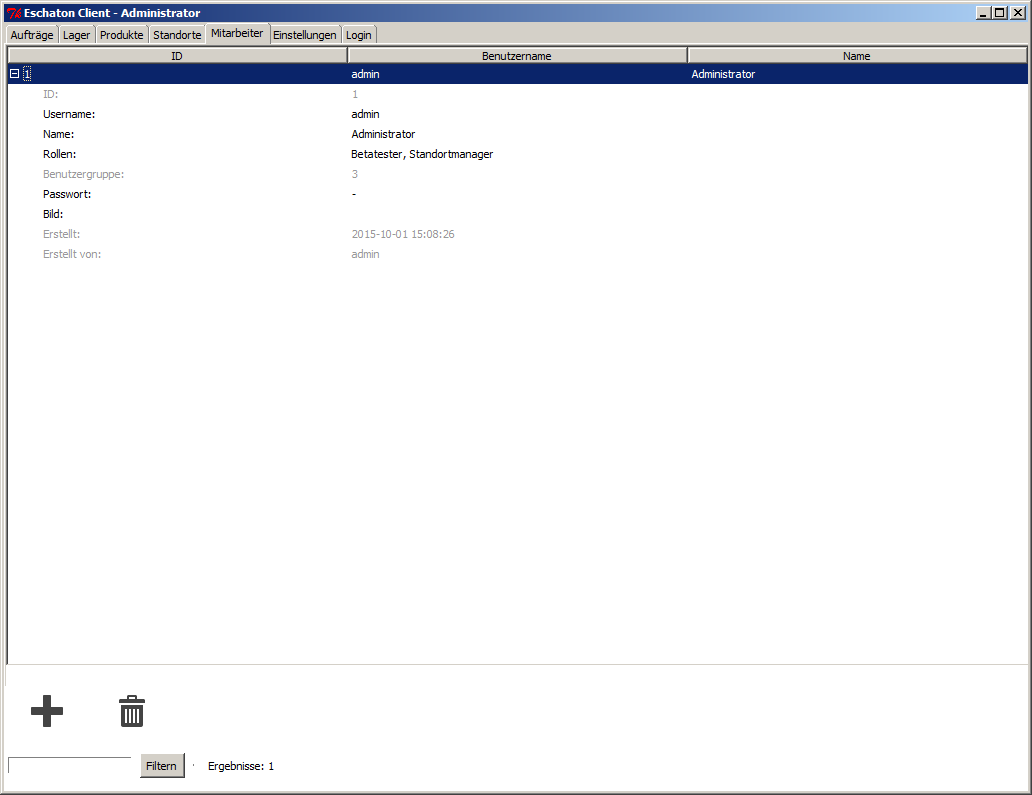 Eschaton Client - Administrator
Aufträge Lager Produkte Standorte Mitarbeiter Einstellungen Login
ID Benutzername Name
1 admin Administrator
ID: 1
Username: admin
Name: Administrator
Rollen: Betatester, Standortmanager
Benutzergruppe: 3
Passwort: -
Bild:
Erstellt: 2015-10-01 15:08:26
Erstellt von: admin
Filtern Ergebnisse: 1